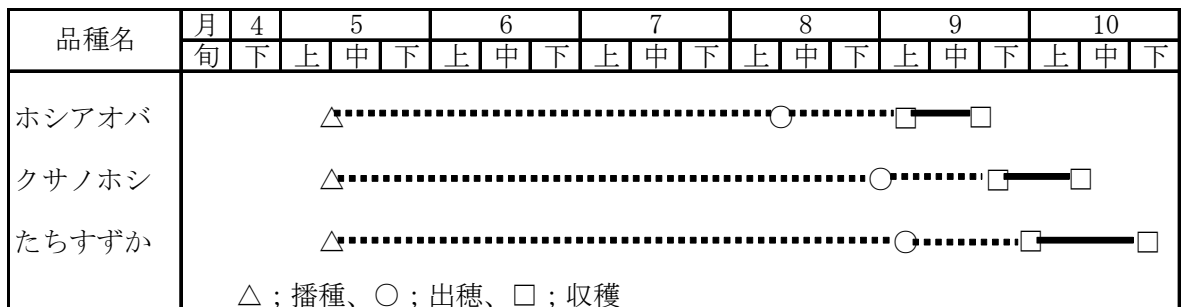 品種名 月 4 5 6 7 8 9 10
旬 下 上 中 下 上 中 下 上 中 下 上 中 下 上 中 下 上 中 下
ホシアオバ
クサノホシ
たちすずか
△;播種、○;出穂、□;収穫